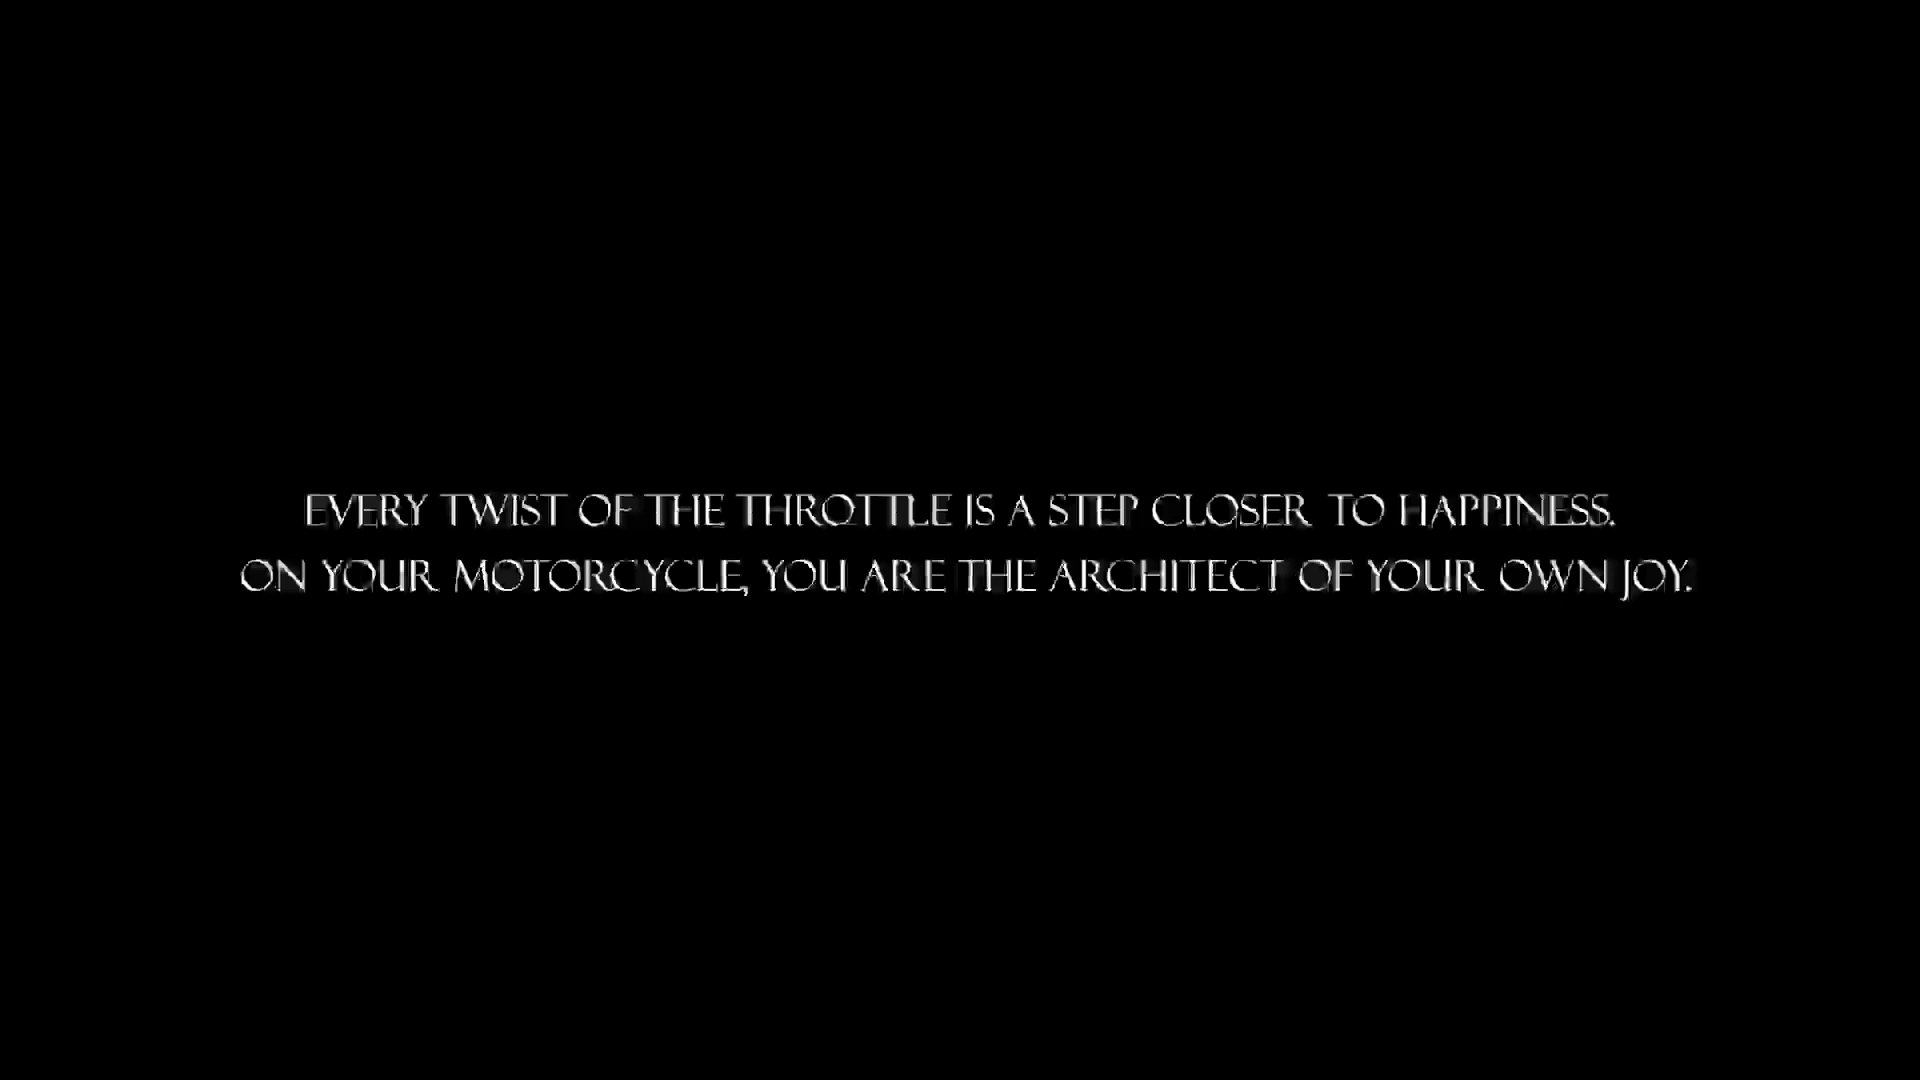 EVERY TWIST OF THE THROTTLE IS A STEP CLOSER TO HAPPINESS.
ON YOUR MOTORCYCLE, YOU ARE THE ARCHITECT OF YOUR OWN JOY.